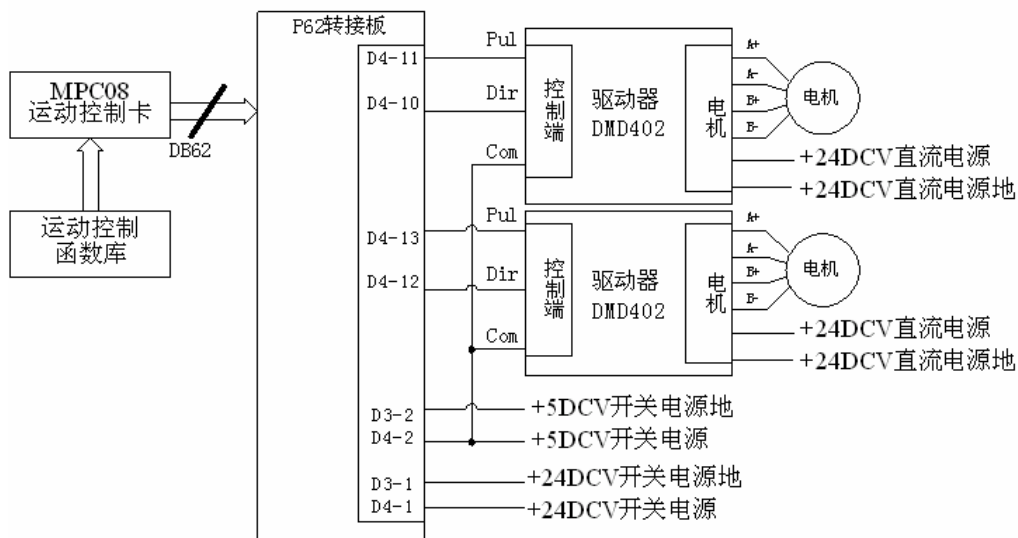 P62转接板
MPC08
运动控制卡
DB62
运动控制
函数库
D4-11
D4-10
D4-13
D4-12
D3-2
D4-2
D3-1
D4-1
Pul
Dir
Com
控制端
驱动器
DMD402
电机
A+
A-
B+
B-
电机
+24DCV直流电源
+24DCV直流电源地
Pul
Dir
Com
控制端
驱动器
DMD402
电机
A+
A-
B+
B-
电机
+24DCV直流电源
+24DCV直流电源地
+5DCV开关电源地
+5DCV开关电源
+24DCV开关电源地
+24DCV开关电源